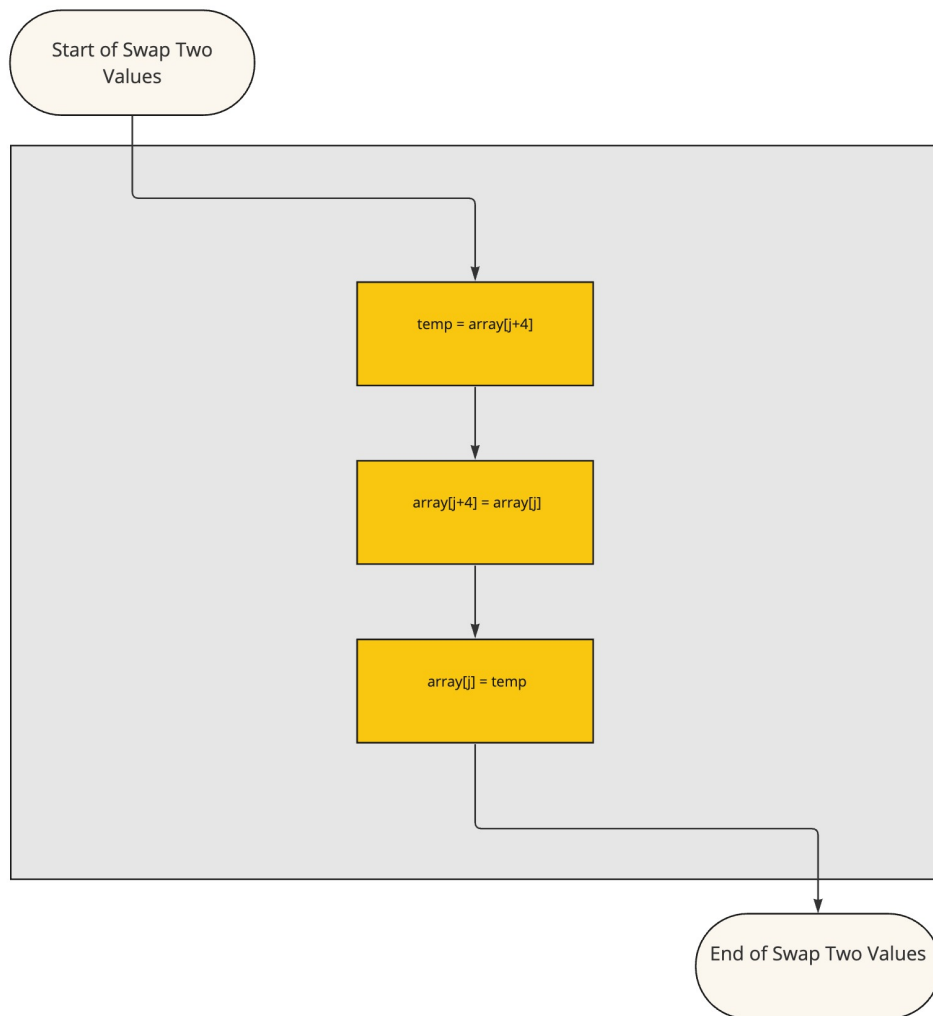 Start of Swap Two
Values
temp = array[j+4]
array[j+4] = array[j]
array[j] = temp
End of Swap Two Values